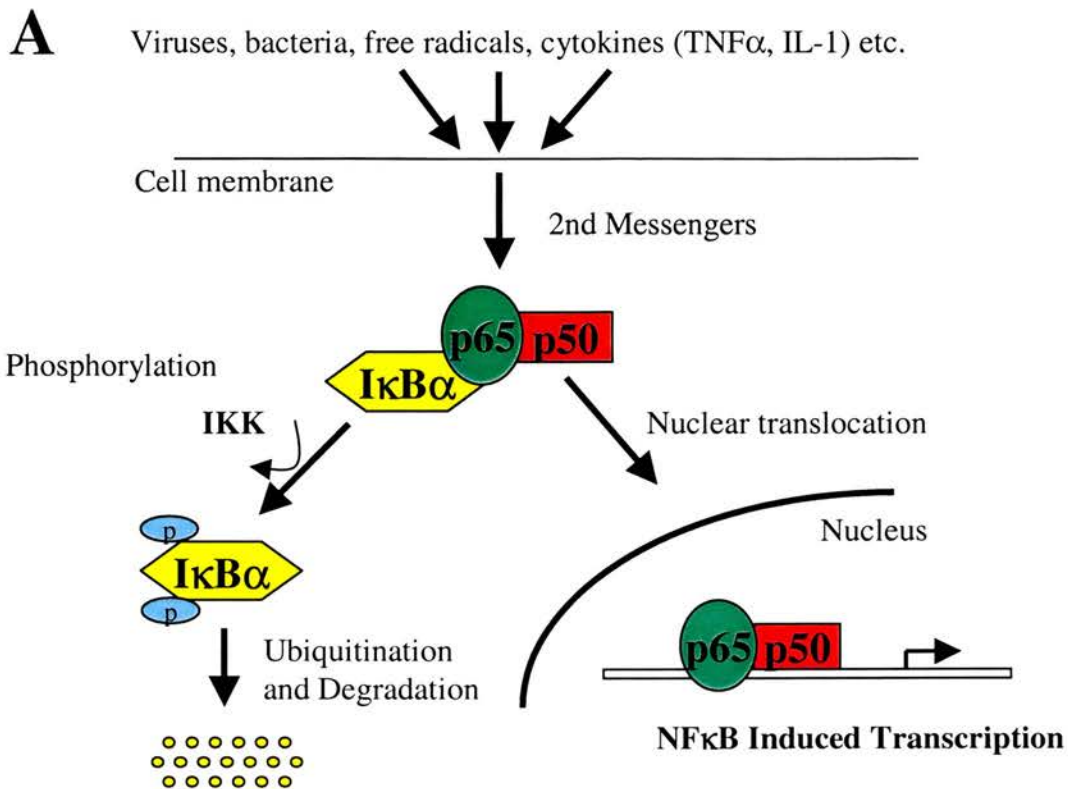 A
Viruses, bacteria, free radicals, cytokines (TNFα, IL-1) etc.
Cell membrane
2nd Messengers
p65 p50
Phosphorylation
IκBα
IKK
Nuclear translocation
p
Nucleus
IκBα
p
Ubiquitination
and Degradation
p65 p50
NFκB Induced Transcription